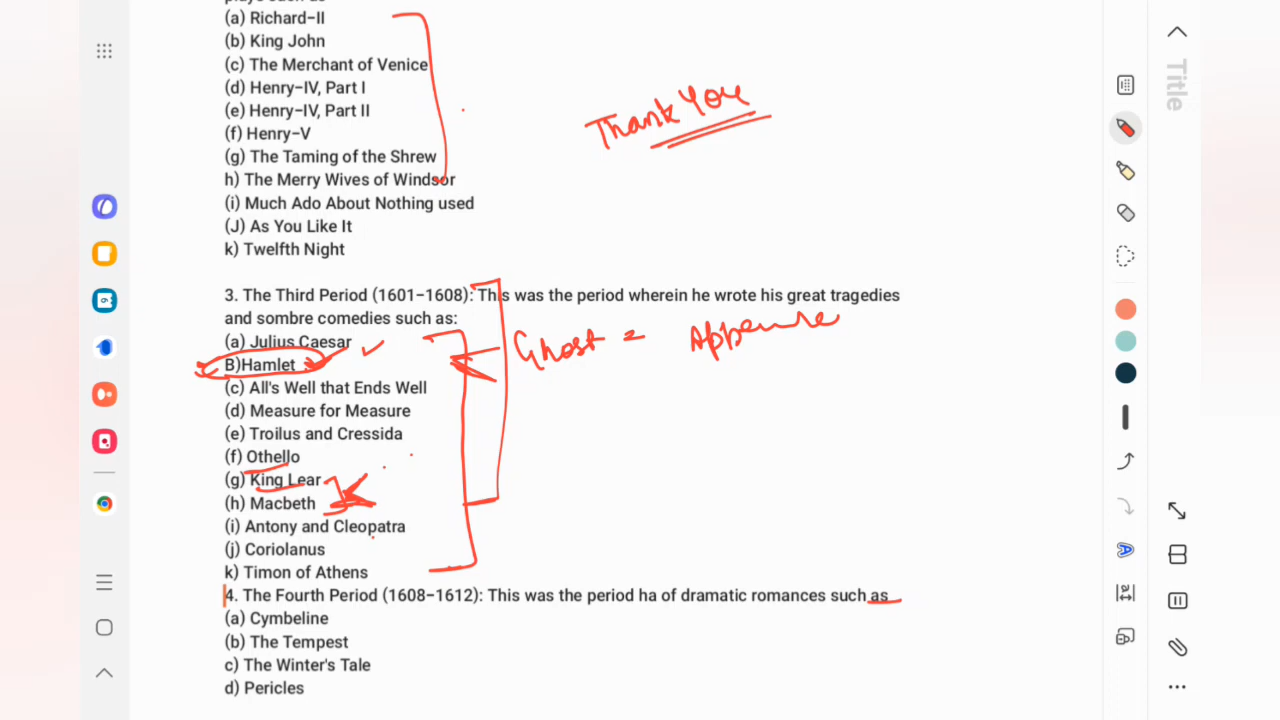 (a) Richard-II
(b) King John
(c) The Merchant of Venice
(d) Henry-IV, Part I
(e) Henry-IV, Part II
(f) Henry-V
(g) The Taming of the Shrew
h) The Merry Wives of Windsor
(i) Much Ado About Nothing used
(J) As You Like It
k) Twelfth Night
Thank You
Title
3. The Third Period (1601-1608): This was the period wherein he wrote his great tragedies
and sombre comedies such as:
(a) Julius Caesar
Ghost =
B)Hamlet
(c) All's Well that Ends Well
(d) Measure for Measure
(e) Troilus and Cressida
(f) Othello
(g) King Lear
(h) Macbeth
(i) Antony and Cleopatra
(j) Coriolanus
k) Timon of Athens
4. The Fourth Period (1608-1612): This was the period ha of dramatic romances such as
(a) Cymbeline
(b) The Tempest
c) The Winter's Tale
d) Pericles